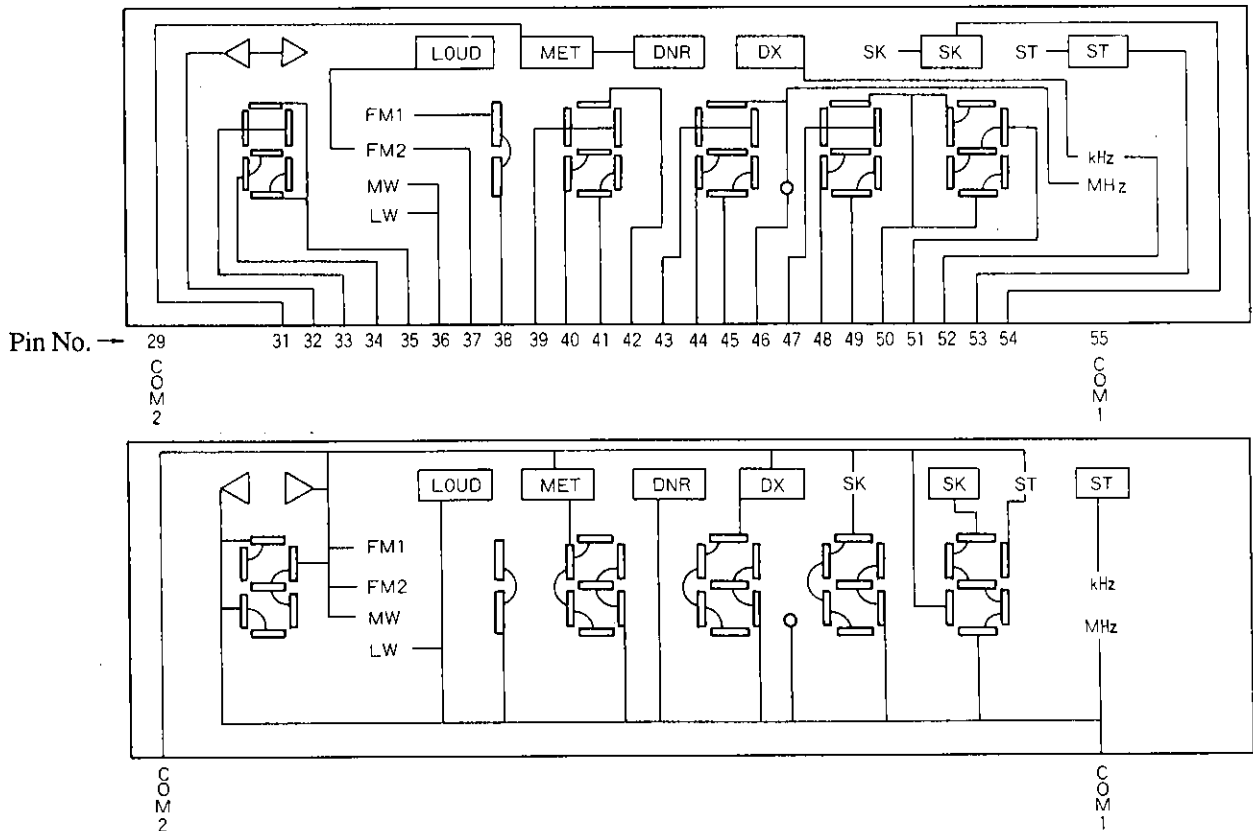 LOUD MET DNR DX SK SK ST ST
FM1
FM2
MW
LW
kHz
MHz
Pin No. → 29 31 32 33 34 35 36 37 38 39 40 41 42 43 44 45 46 47 48 49 50 51 52 53 54 55
COM2 COM1
LOUD MET DNR DX SK SK ST ST
FM1
FM2
MW
LW
kHz
MHz
COM2 COM1